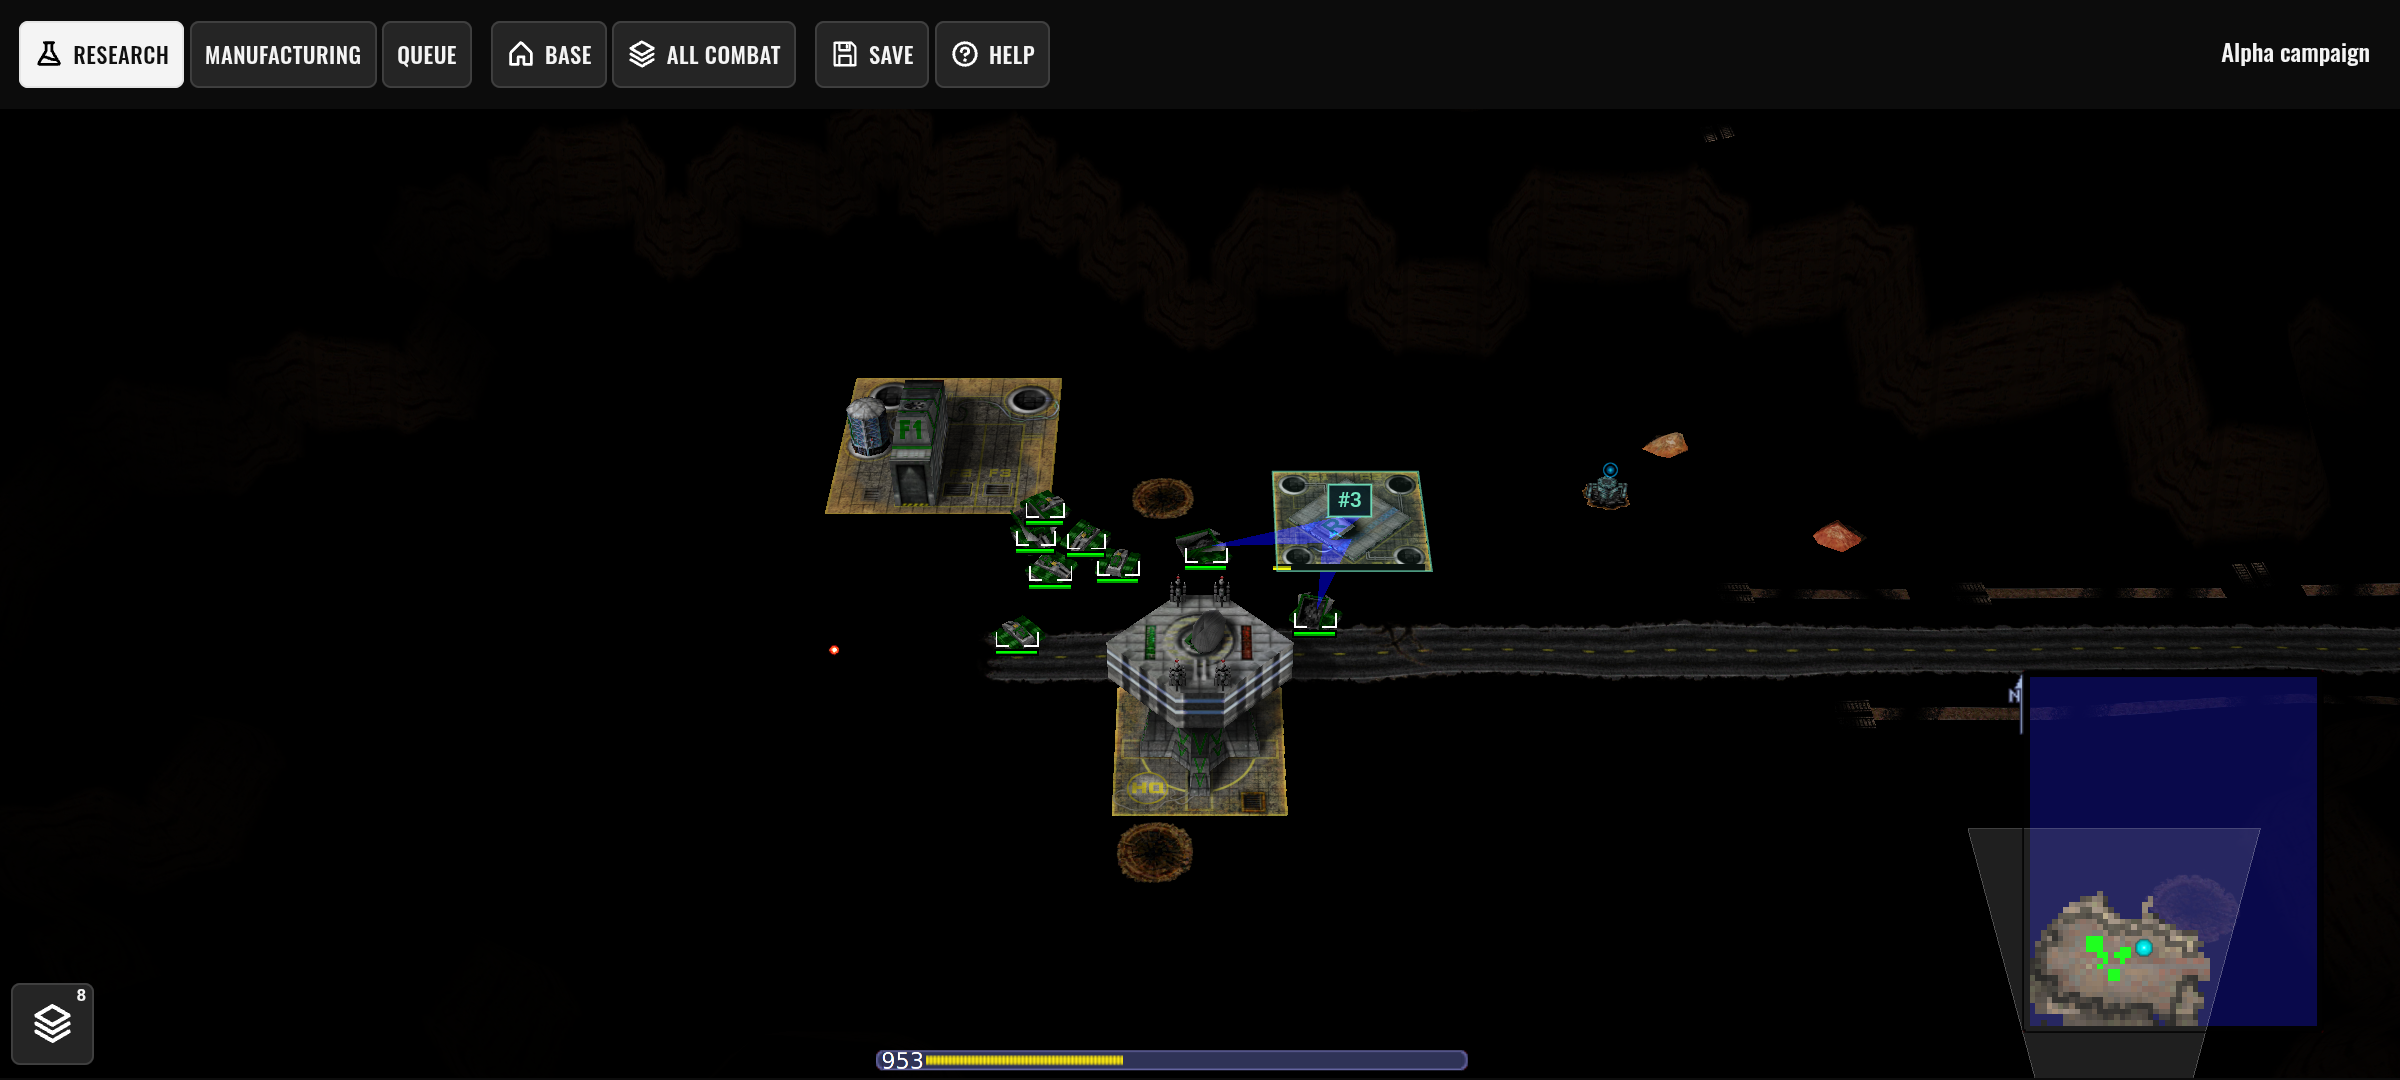 RESEARCH
MANUFACTURING
QUEUE
BASE
ALL COMBAT
SAVE
HELP
Alpha campaign
F1
#3
HQ
N
8
953